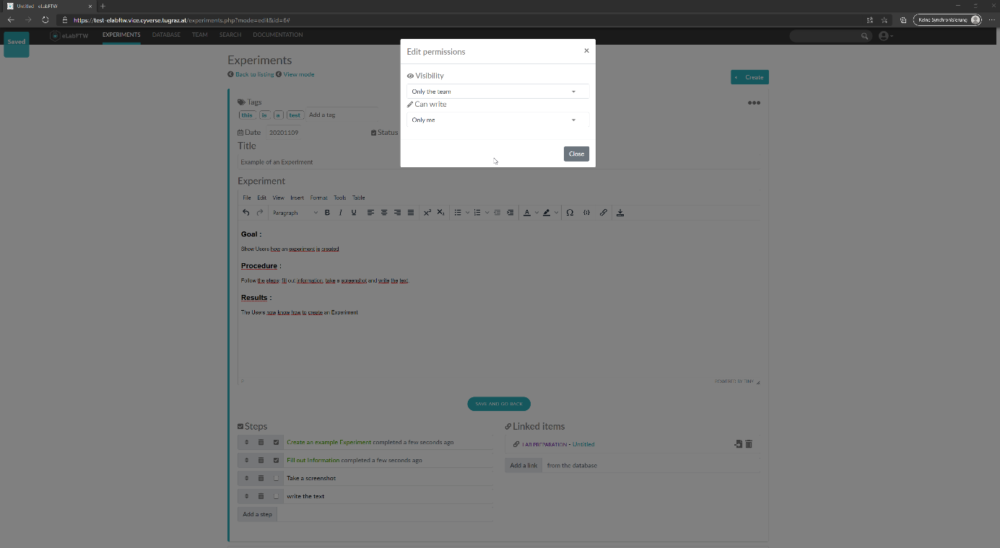 Untitled - eLabFTW
https://test-elabftw.vice.cyverse.tugraz.at/experiments.php?mode=edit&id=6#
Keine Synchronisierung
Saved
eLabFTW
EXPERIMENTS DATABASE TEAM SEARCH DOCUMENTATION
Edit permissions
Visibility
Only the team
Can write
Only me
Close
Experiments
Back to listing View mode
Create
Tags
this is a test Add a tag
Date 20201109 Status
Title
Example of an Experiment
Experiment
File Edit View Insert Format Tools Table
Paragraph B I U
Goal :
Show Users how an experiment is created
Procedure :
Follow the steps: fill out information, take a screenshot and write the text.
Results :
The Users now know how to create an Experiment
POWERED BY TINY
SAVE AND GO BACK
Steps
Create an example Experiment completed a few seconds ago
Fill out Information completed a few seconds ago
Take a screenshot
write the text
Add a step
Linked items
LAB PREPARATION - Untitled
Add a link from the database